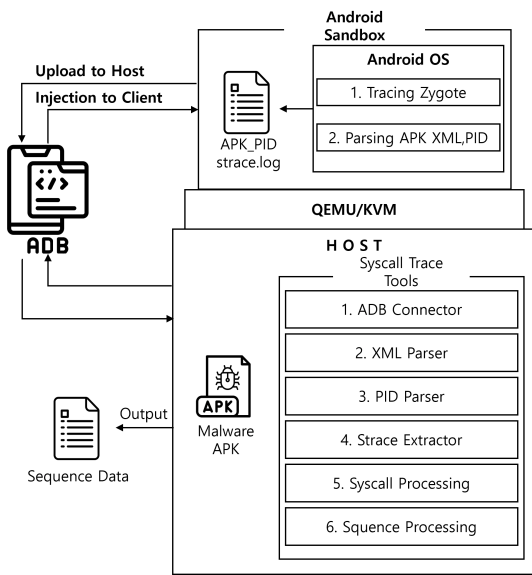 Android
Sandbox
Android OS
1. Tracing Zygote
2. Parsing APK XML,PID
APK_PID
strace.log
Upload to Host
Injection to Client
ADB
QEMU/KVM
HOST
Syscall Trace
Tools
1. ADB Connector
2. XML Parser
3. PID Parser
4. Strace Extractor
5. Syscall Processing
6. Squence Processing
APK
Malware
APK
Output
Sequence Data